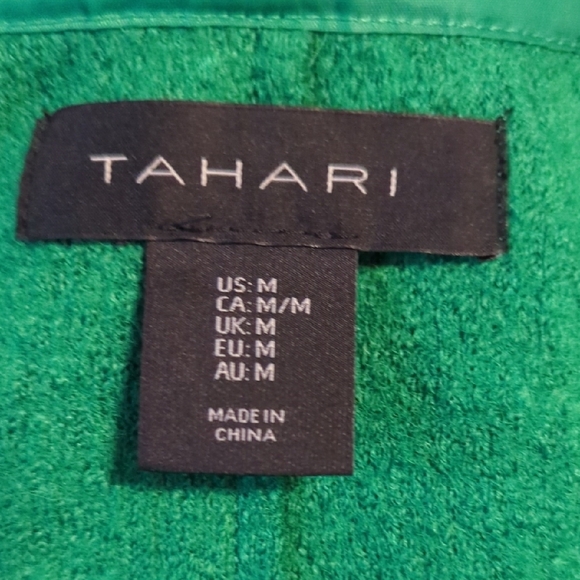 TAHARI
US: M
CA: M/M
UK: M
EU: M
AU: M
MADE IN
CHINA